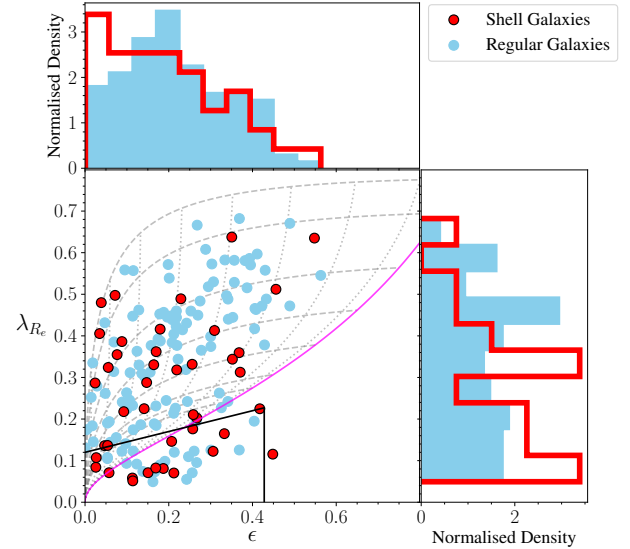 Normalised Density
3
2
1
0
Shell Galaxies
Regular Galaxies
λ_{R_e}
0.7
0.6
0.5
0.4
0.3
0.2
0.1
0.0
0.0 0.2 0.4 0.6
ϵ
0 2
Normalised Density